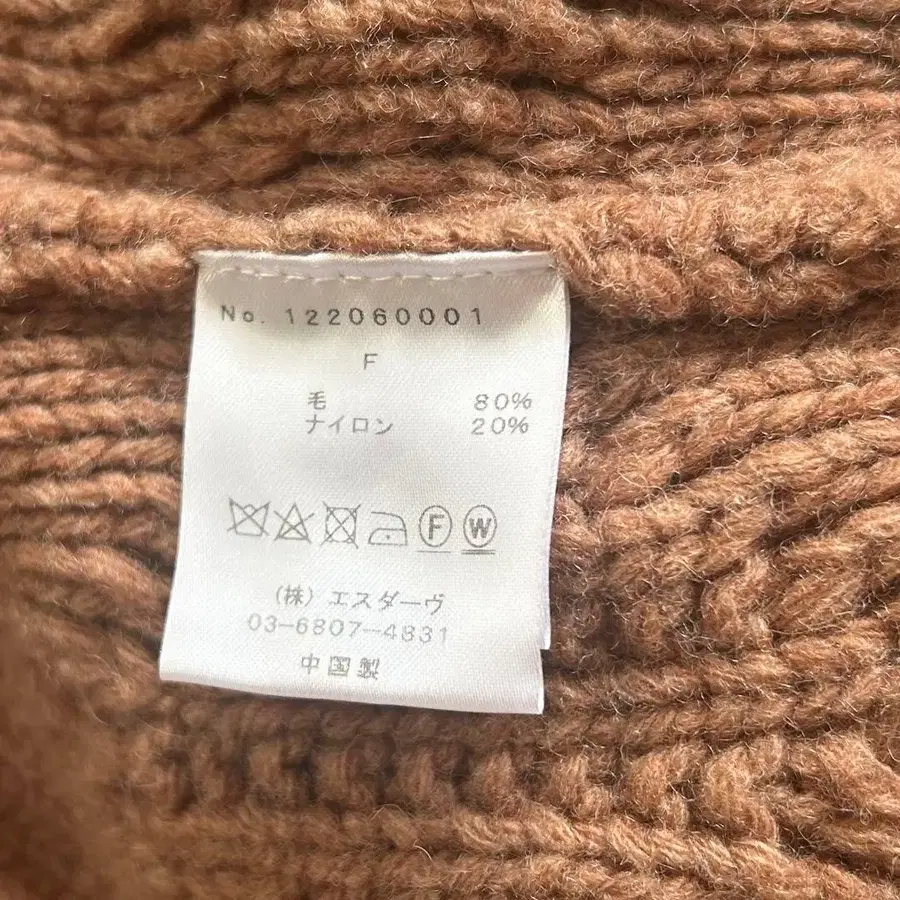 No. 122060001
F
毛 80%
ナイロン 20%
F W
(株) エスダーヴ
03-6807-4831
中国製